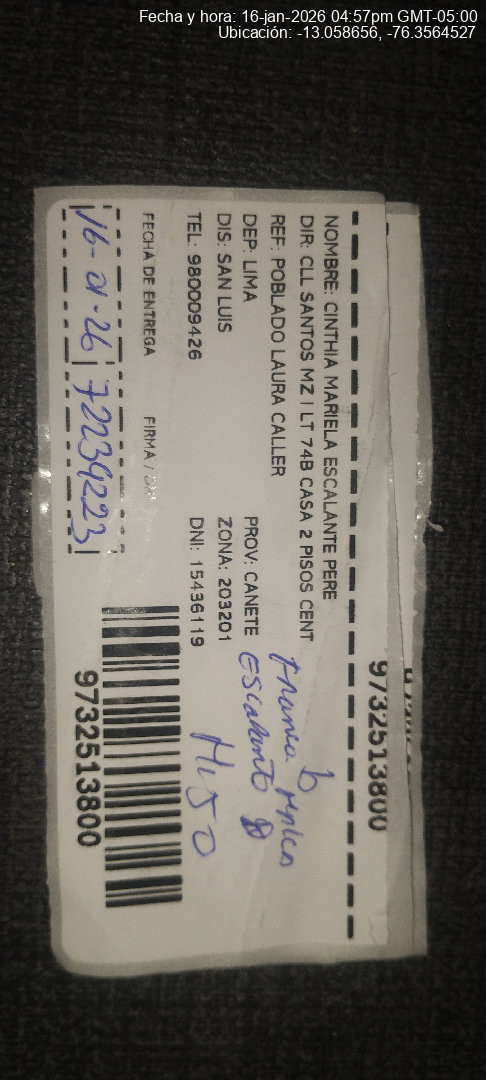 Fecha y hora: 16-jan-2026 04:57pm GMT-05:00
Ubicación: -13.058656, -76.3564527
9732513800
NOMBRE: CINTHIA MARIELA ESCALANTE PERE
DIR: CLL SANTOS MZ I LT 74B CASA 2 PISOS CENT
REF: POBLADO LAURA CALLER
DEP: LIMA PROV: CANETE
DIS: SAN LUIS ZONA: 203201
TEL: 980009426 DNI: 15436119
Escalante
Hijo
FECHA DE ENTREGA FIRMA /
16-01-26 72239223
9732513800